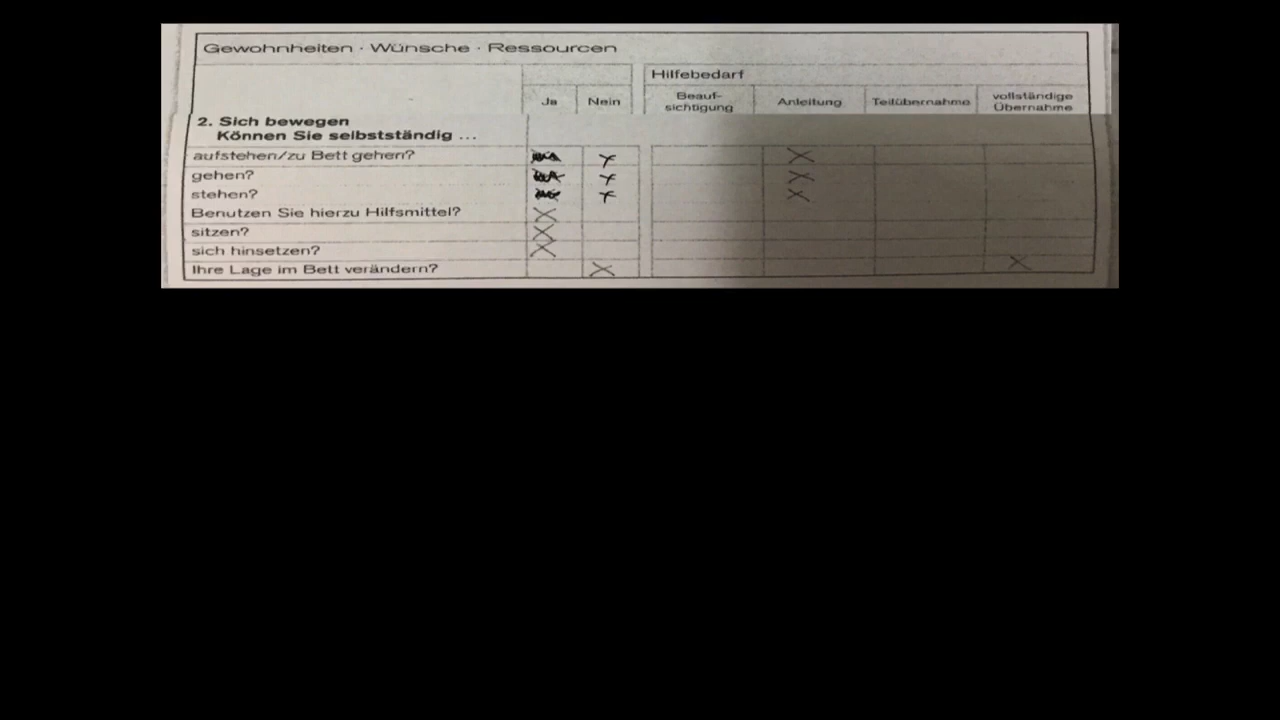 Gewohnheiten · Wünsche · Ressourcen
Hilfebedarf
Ja Nein Beauf-sichtigung Anleitung Teilübernahme vollständige Übernahme
2. Sich bewegen
Können Sie selbstständig ...
aufstehen/zu Bett gehen?
gehen?
stehen?
Benutzen Sie hierzu Hilfsmittel?
sitzen?
sich hinsetzen?
Ihre Lage im Bett verändern?